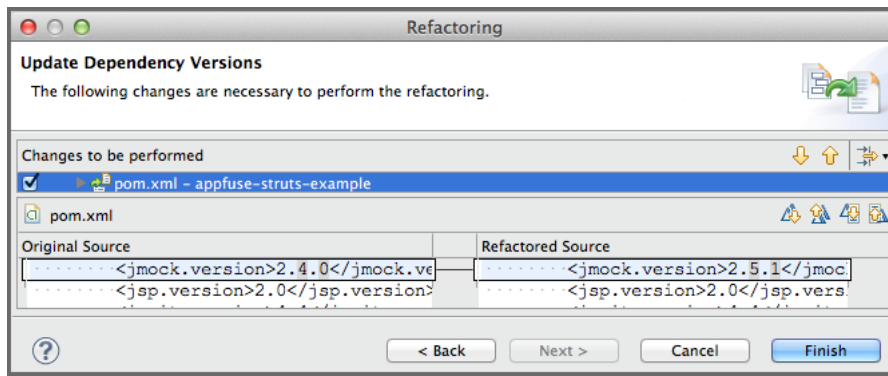 Refactoring
Update Dependency Versions
The following changes are necessary to perform the refactoring.
Changes to be performed
pom.xml – appfuse-struts-example
pom.xml
Original Source
Refactored Source
<jmock.version>2.4.0</jmock.ve
<jmock.version>2.5.1</jmoc
<jsp.version>2.0</jsp.version>
<jsp.version>2.0</jsp.vers
< Back
Next >
Cancel
Finish